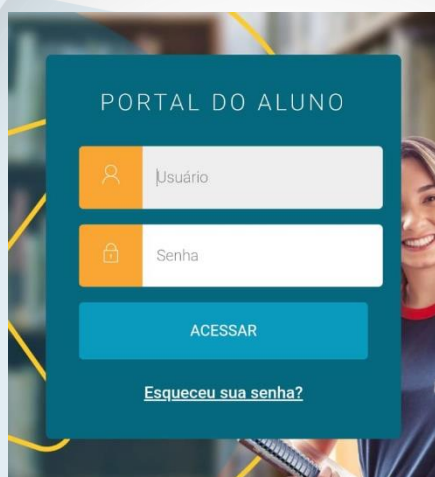 PORTAL DO ALUNO
Usuário
Senha
ACESSAR
Esqueceu sua senha?